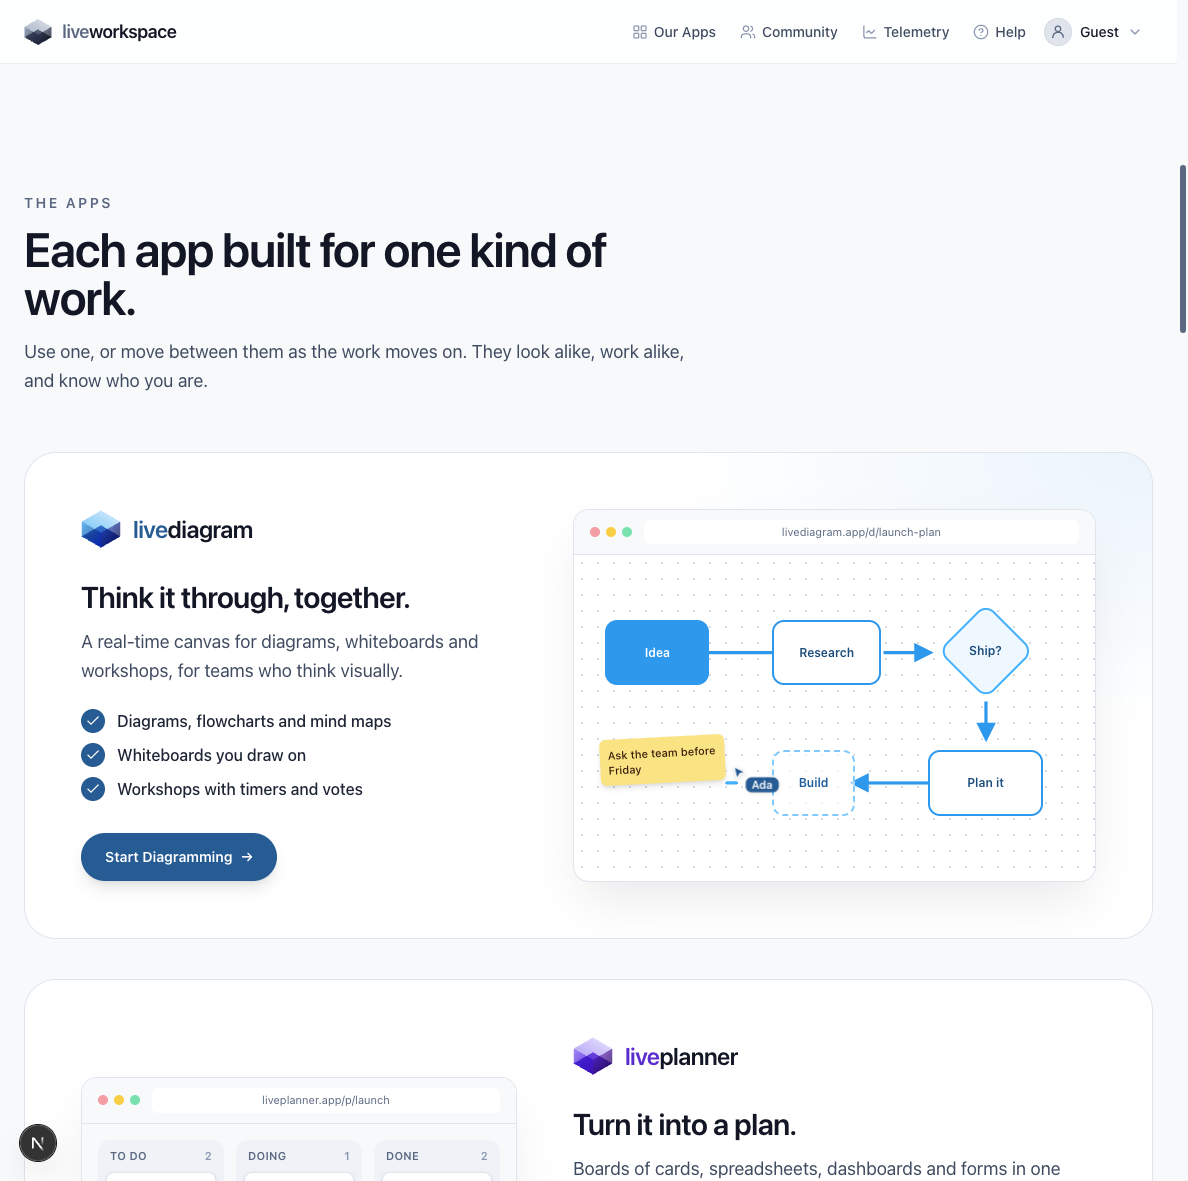 liveworkspace
Our Apps
Community
Telemetry
Help
Guest
THE APPS
Each app built for one kind of
work.
Use one, or move between them as the work moves on. They look alike, work alike,
and know who you are.
livediagram
Think it through, together.
A real-time canvas for diagrams, whiteboards and
workshops, for teams who think visually.
Diagrams, flowcharts and mind maps
Whiteboards you draw on
Workshops with timers and votes
Start Diagramming
livediagram.app/d/launch-plan
Idea
Research
Ship?
Ask the team before
Friday
Ada
Build
Plan it
liveplanner.app/p/launch
TO DO 2
DOING 1
DONE 2
liveplanner
Turn it into a plan.
Boards of cards, spreadsheets, dashboards and forms in one
N